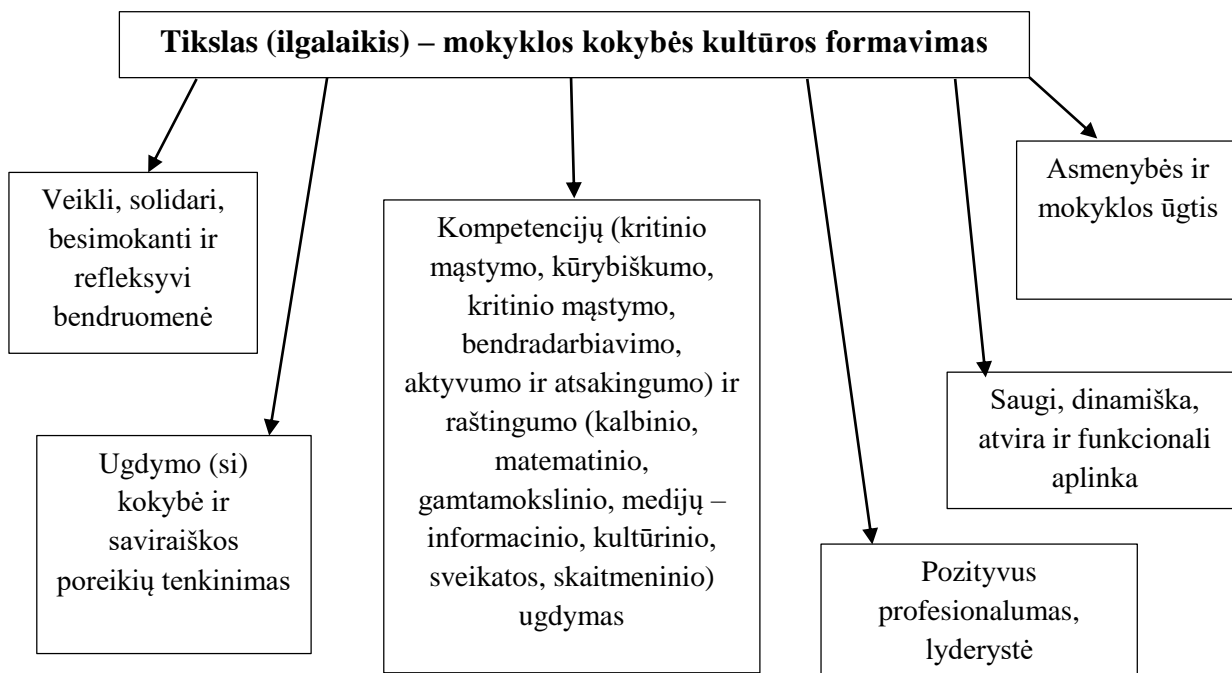 Tikslas (ilgalaikis) – mokyklos kokybės kultūros formavimas
Veikli, solidari,
besimokanti ir
refleksyvi
bendruomenė
Ugdymo (si)
kokybė ir
saviraiškos
poreikių tenkinimas
Kompetencijų (kritinio
mąstymo, kūrybiškumo,
kritinio mąstymo,
bendradarbiavimo,
aktyvumo ir atsakingumo) ir
raštingumo (kalbinio,
matematinio,
gamtamokslinio, medijų –
informacinio, kultūrinio,
sveikatos, skaitmeninio)
ugdymas
Pozityvus
profesionalumas,
lyderystė
Saugi, dinamiška,
atvira ir funkcionali
aplinka
Asmenybės ir
mokyklos ūgtis